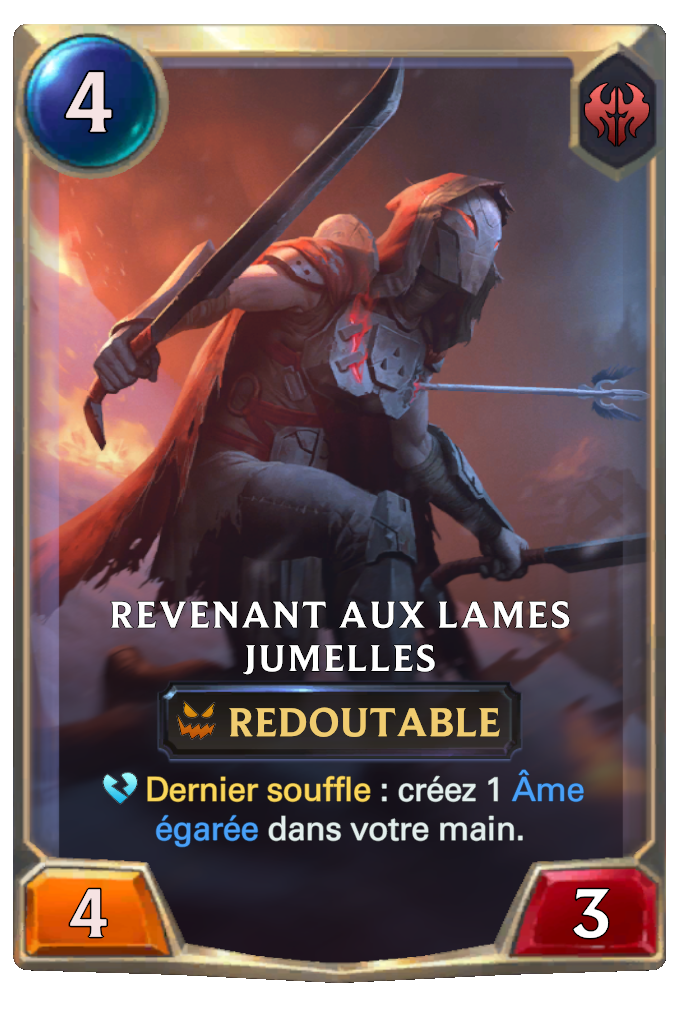 4
REVENANT AUX LAMES
JUMELLES
REDOUTABLE
Dernier souffle : créez 1 Âme
égarée dans votre main.
4
3